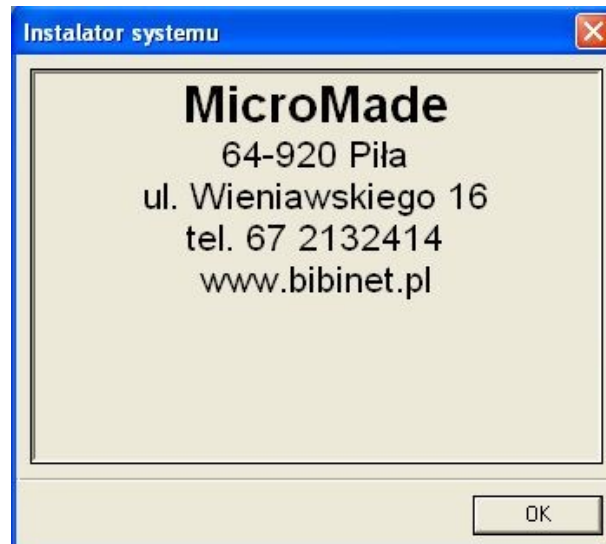 Instalator systemu
MicroMade
64-920 Piła
ul. Wieniawskiego 16
tel. 67 2132414
www.bibinet.pl
OK